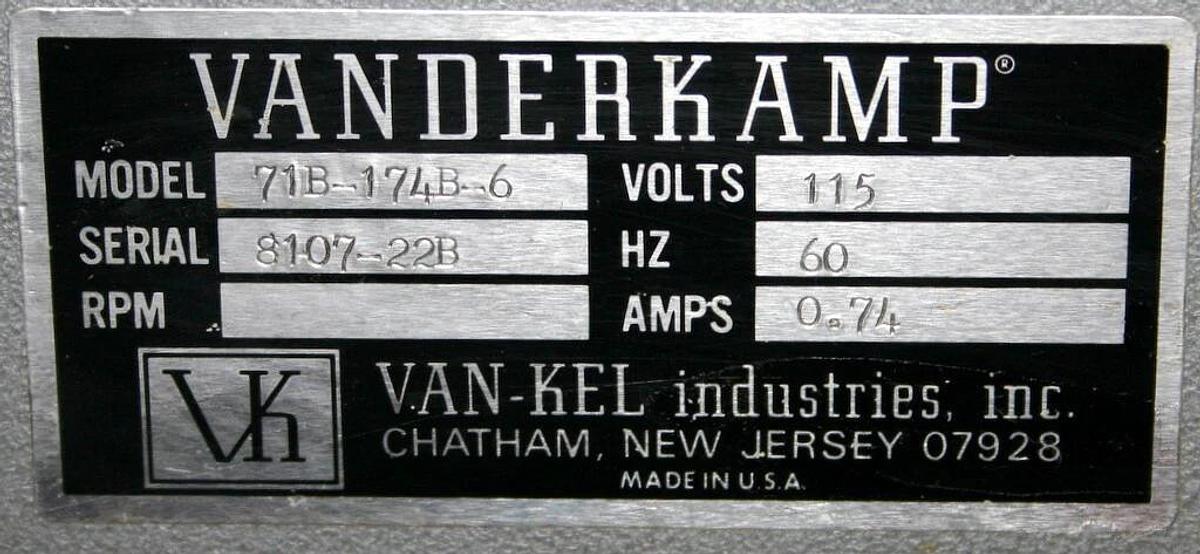 VANDERKAMP®
MODEL 71B-174B-6 VOLTS 115
SERIAL 8107-22B HZ 60
RPM AMPS 0.74
VK VAN-KEL industries, inc.
CHATHAM, NEW JERSEY 07928
MADE IN U.S.A.